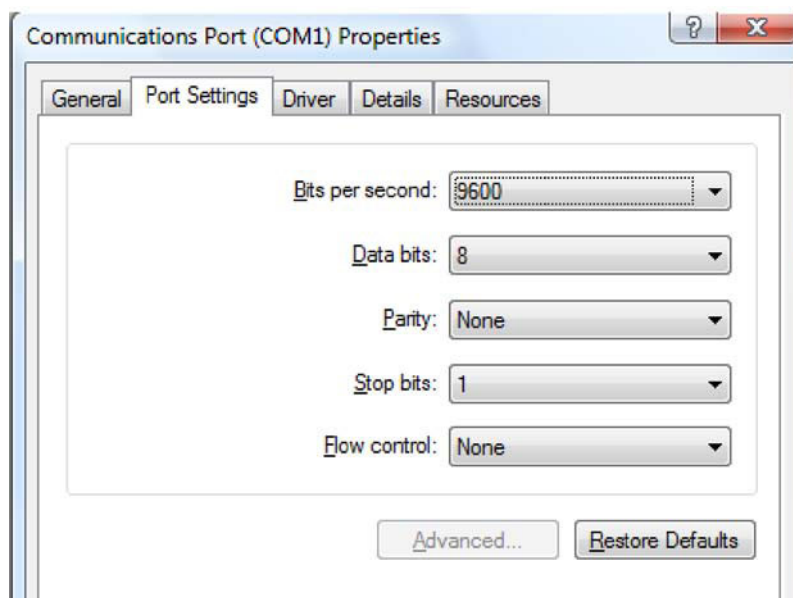 Communications Port (COM1) Properties
General Port Settings Driver Details Resources
Bits per second: 9600
Data bits: 8
Parity: None
Stop bits: 1
Flow control: None
Advanced... Restore Defaults